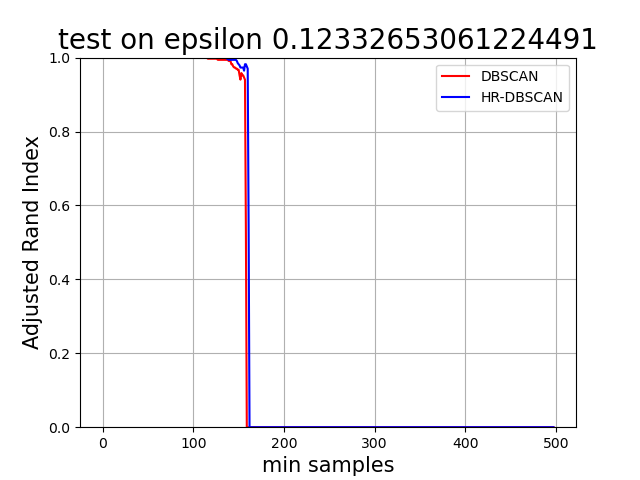 test on epsilon 0.12332653061224491
DBSCAN
HR-DBSCAN
Adjusted Rand Index
1.0
0.8
0.6
0.4
0.2
0.0
0 100 200 300 400 500
min samples